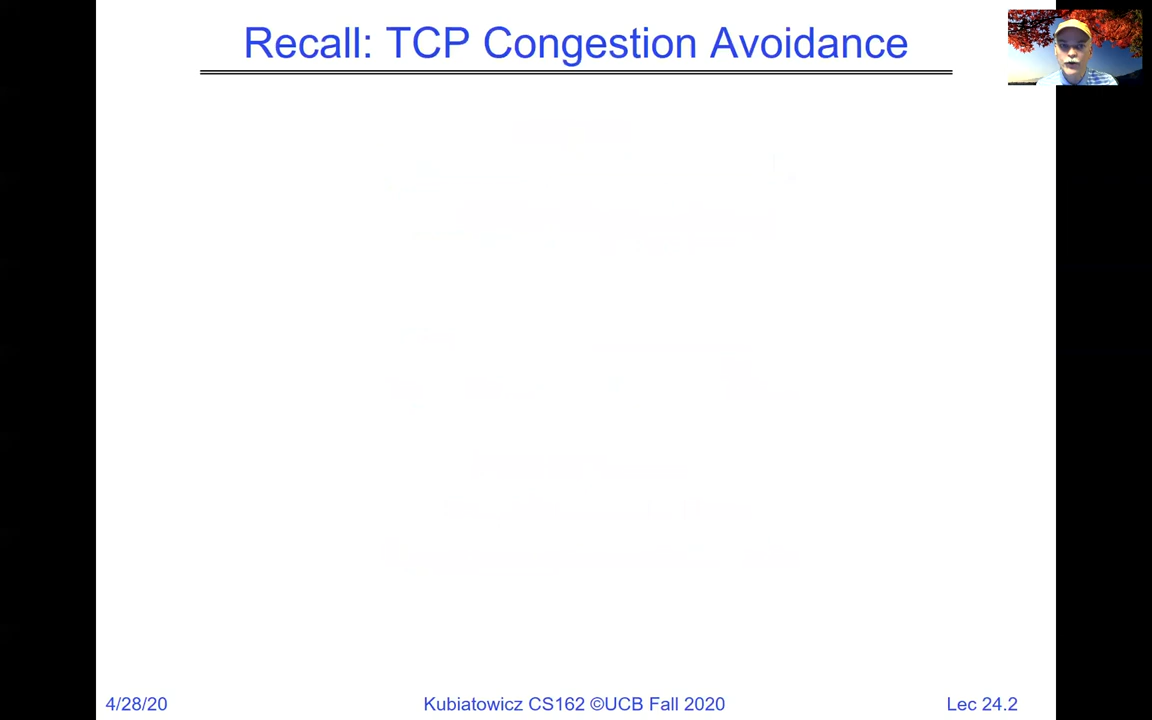 Recall: TCP Congestion Avoidance
4/28/20
Kubiatowicz CS162 ©UCB Fall 2020
Lec 24.2